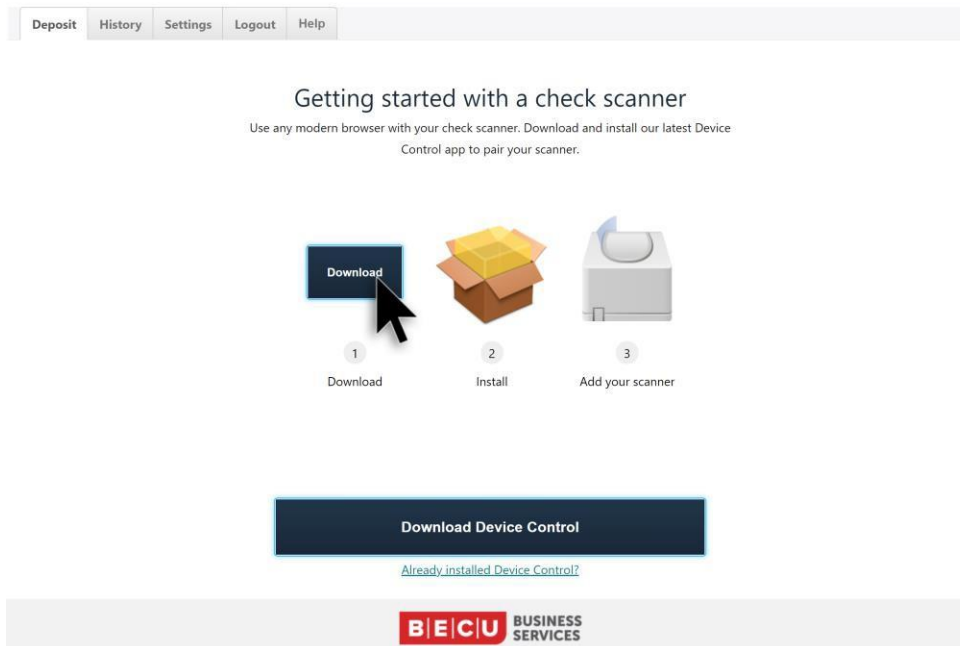 Deposit History Settings Logout Help
Getting started with a check scanner
Use any modern browser with your check scanner. Download and install our latest Device
Control app to pair your scanner.
Download
1 2 3
Download Install Add your scanner
Download Device Control
Already installed Device Control?
BECU BUSINESS
SERVICES